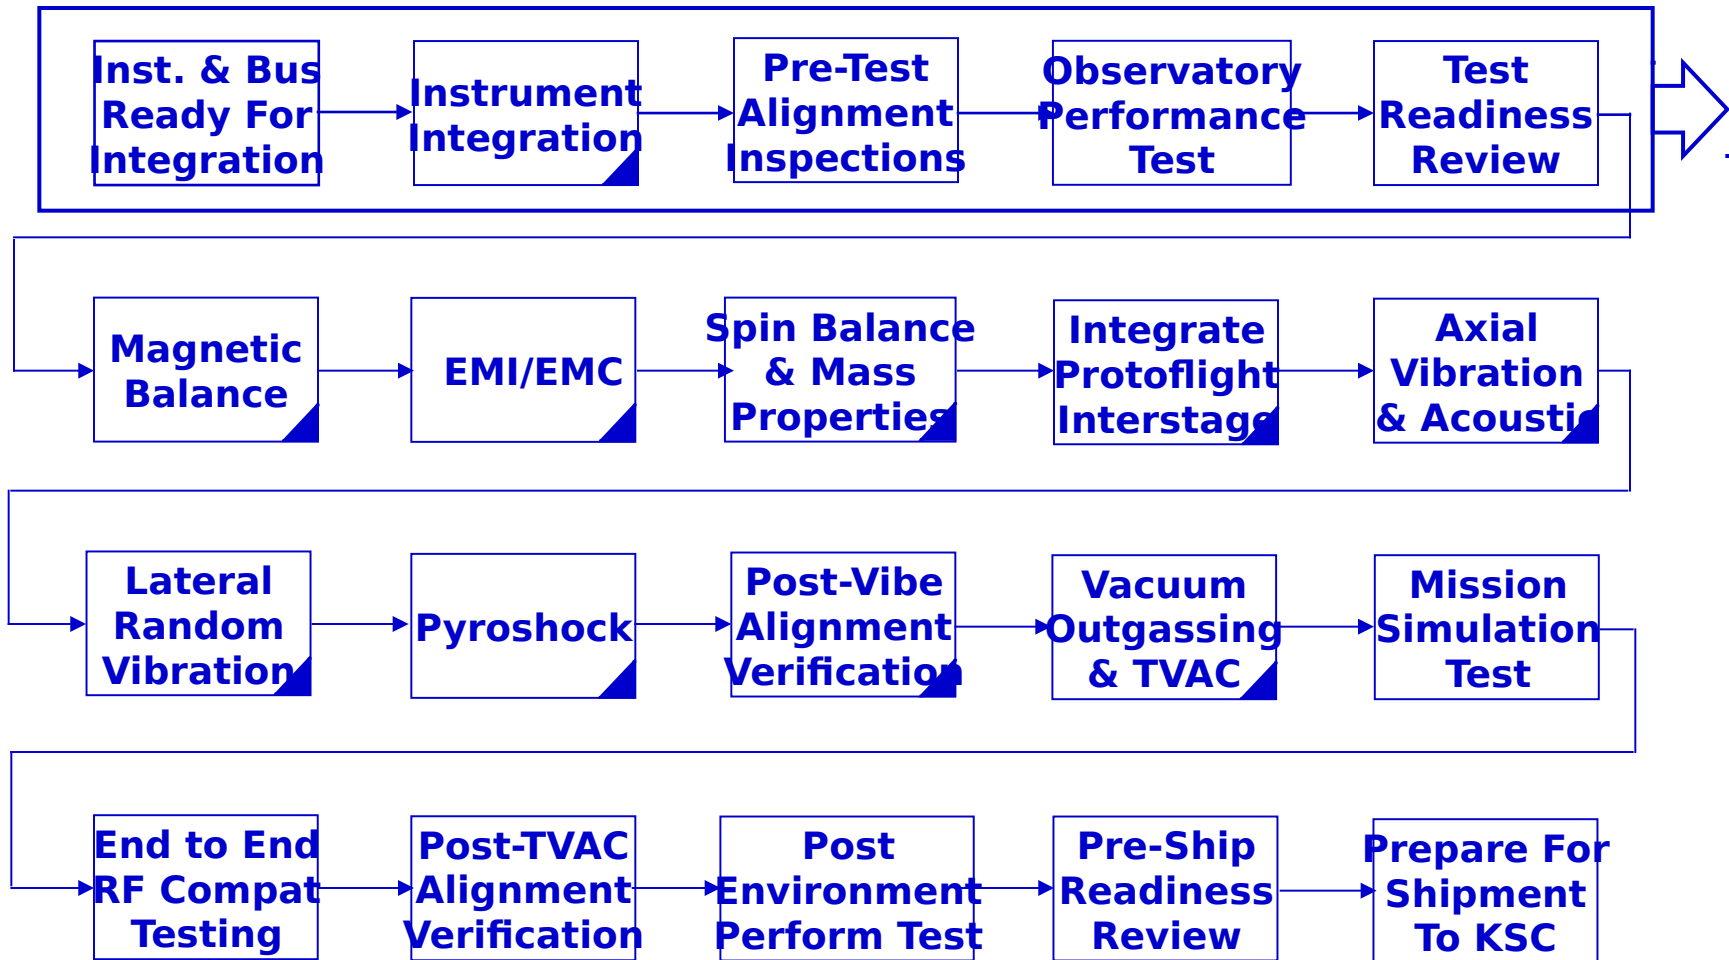 Inst. & Bus
Ready For
Integration
Instrument
Integration
Pre-Test
Alignment
Inspections
Observatory
Performance
Test
Test
Readiness
Review
Magnetic
Balance
EMI/EMC
Spin Balance
& Mass
Properties
Integrate
Protoflight
Interstage
Axial
Vibration
& Acoustic
Lateral
Random
Vibration
Pyroshock
Post-Vibe
Alignment
Verification
Vacuum
Outgassing
& TVAC
Mission
Simulation
Test
End to End
RF Compat
Testing
Post-TVAC
Alignment
Verification
Post
Environment
Perform Test
Pre-Ship
Readiness
Review
Prepare For
Shipment
To KSC